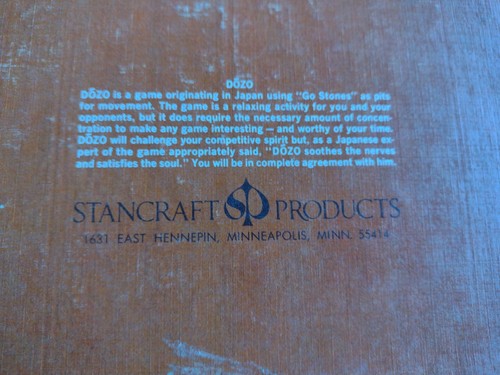 DŌZO
DŌZO is a game originating in Japan using "Go Stones" as pits
for movement. The game is a relaxing activity for you and your
opponents, but it does require the necessary amount of concen-
tration to make any game interesting — and worthy of your time.
DŌZO will challenge your competitive spirit but, as a Japanese ex-
pert of the game appropriately said, "DŌZO soothes the nerves
and satisfies the soul." You will be in complete agreement with him.
STANCRAFT SP PRODUCTS
1631 EAST HENNEPIN, MINNEAPOLIS, MINN. 55414